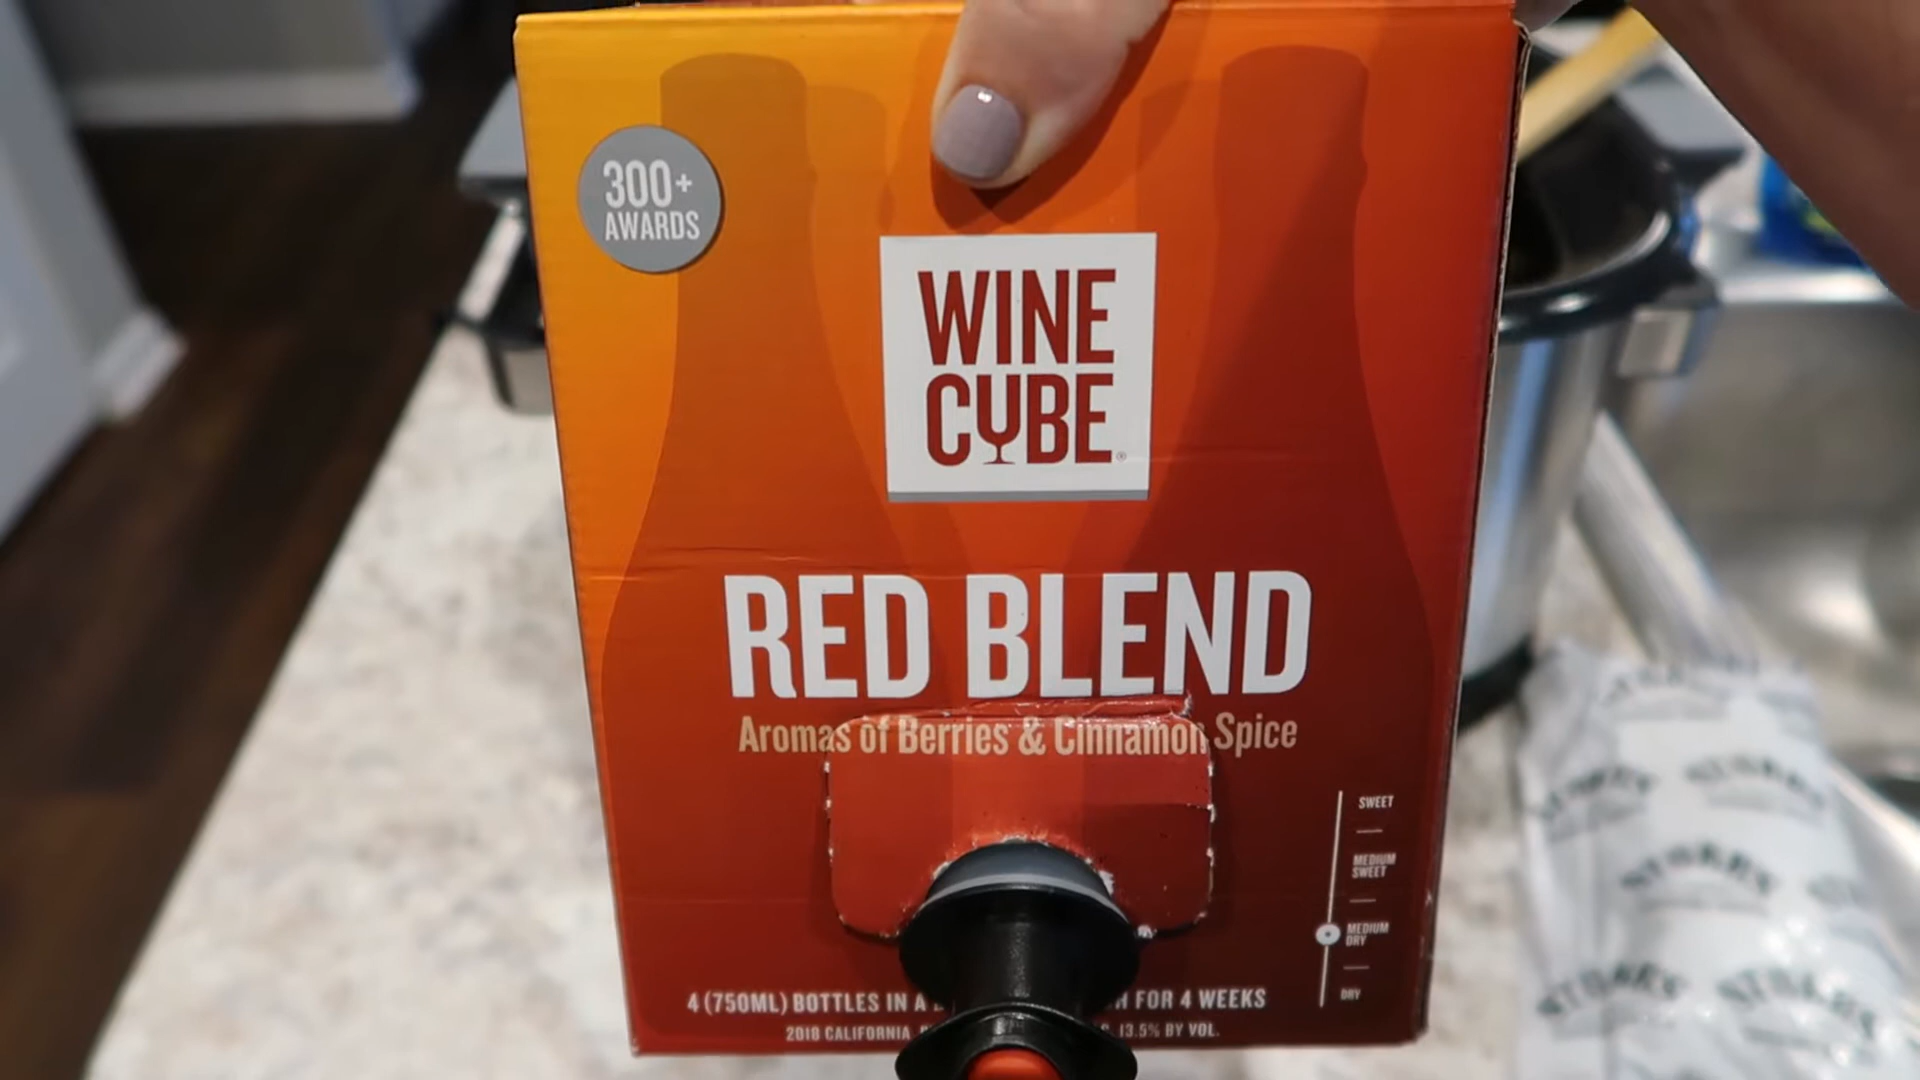 300+
AWARDS
WINE
CUBE®
RED BLEND
Aromas of Berries & Cinnamon Spice
SWEET
MEDIUM
SWEET
MEDIUM
DRY
DRY
4 (750ML) BOTTLES IN A FOR 4 WEEKS
2018 CALIFORNIA 13.5% BY VOL.